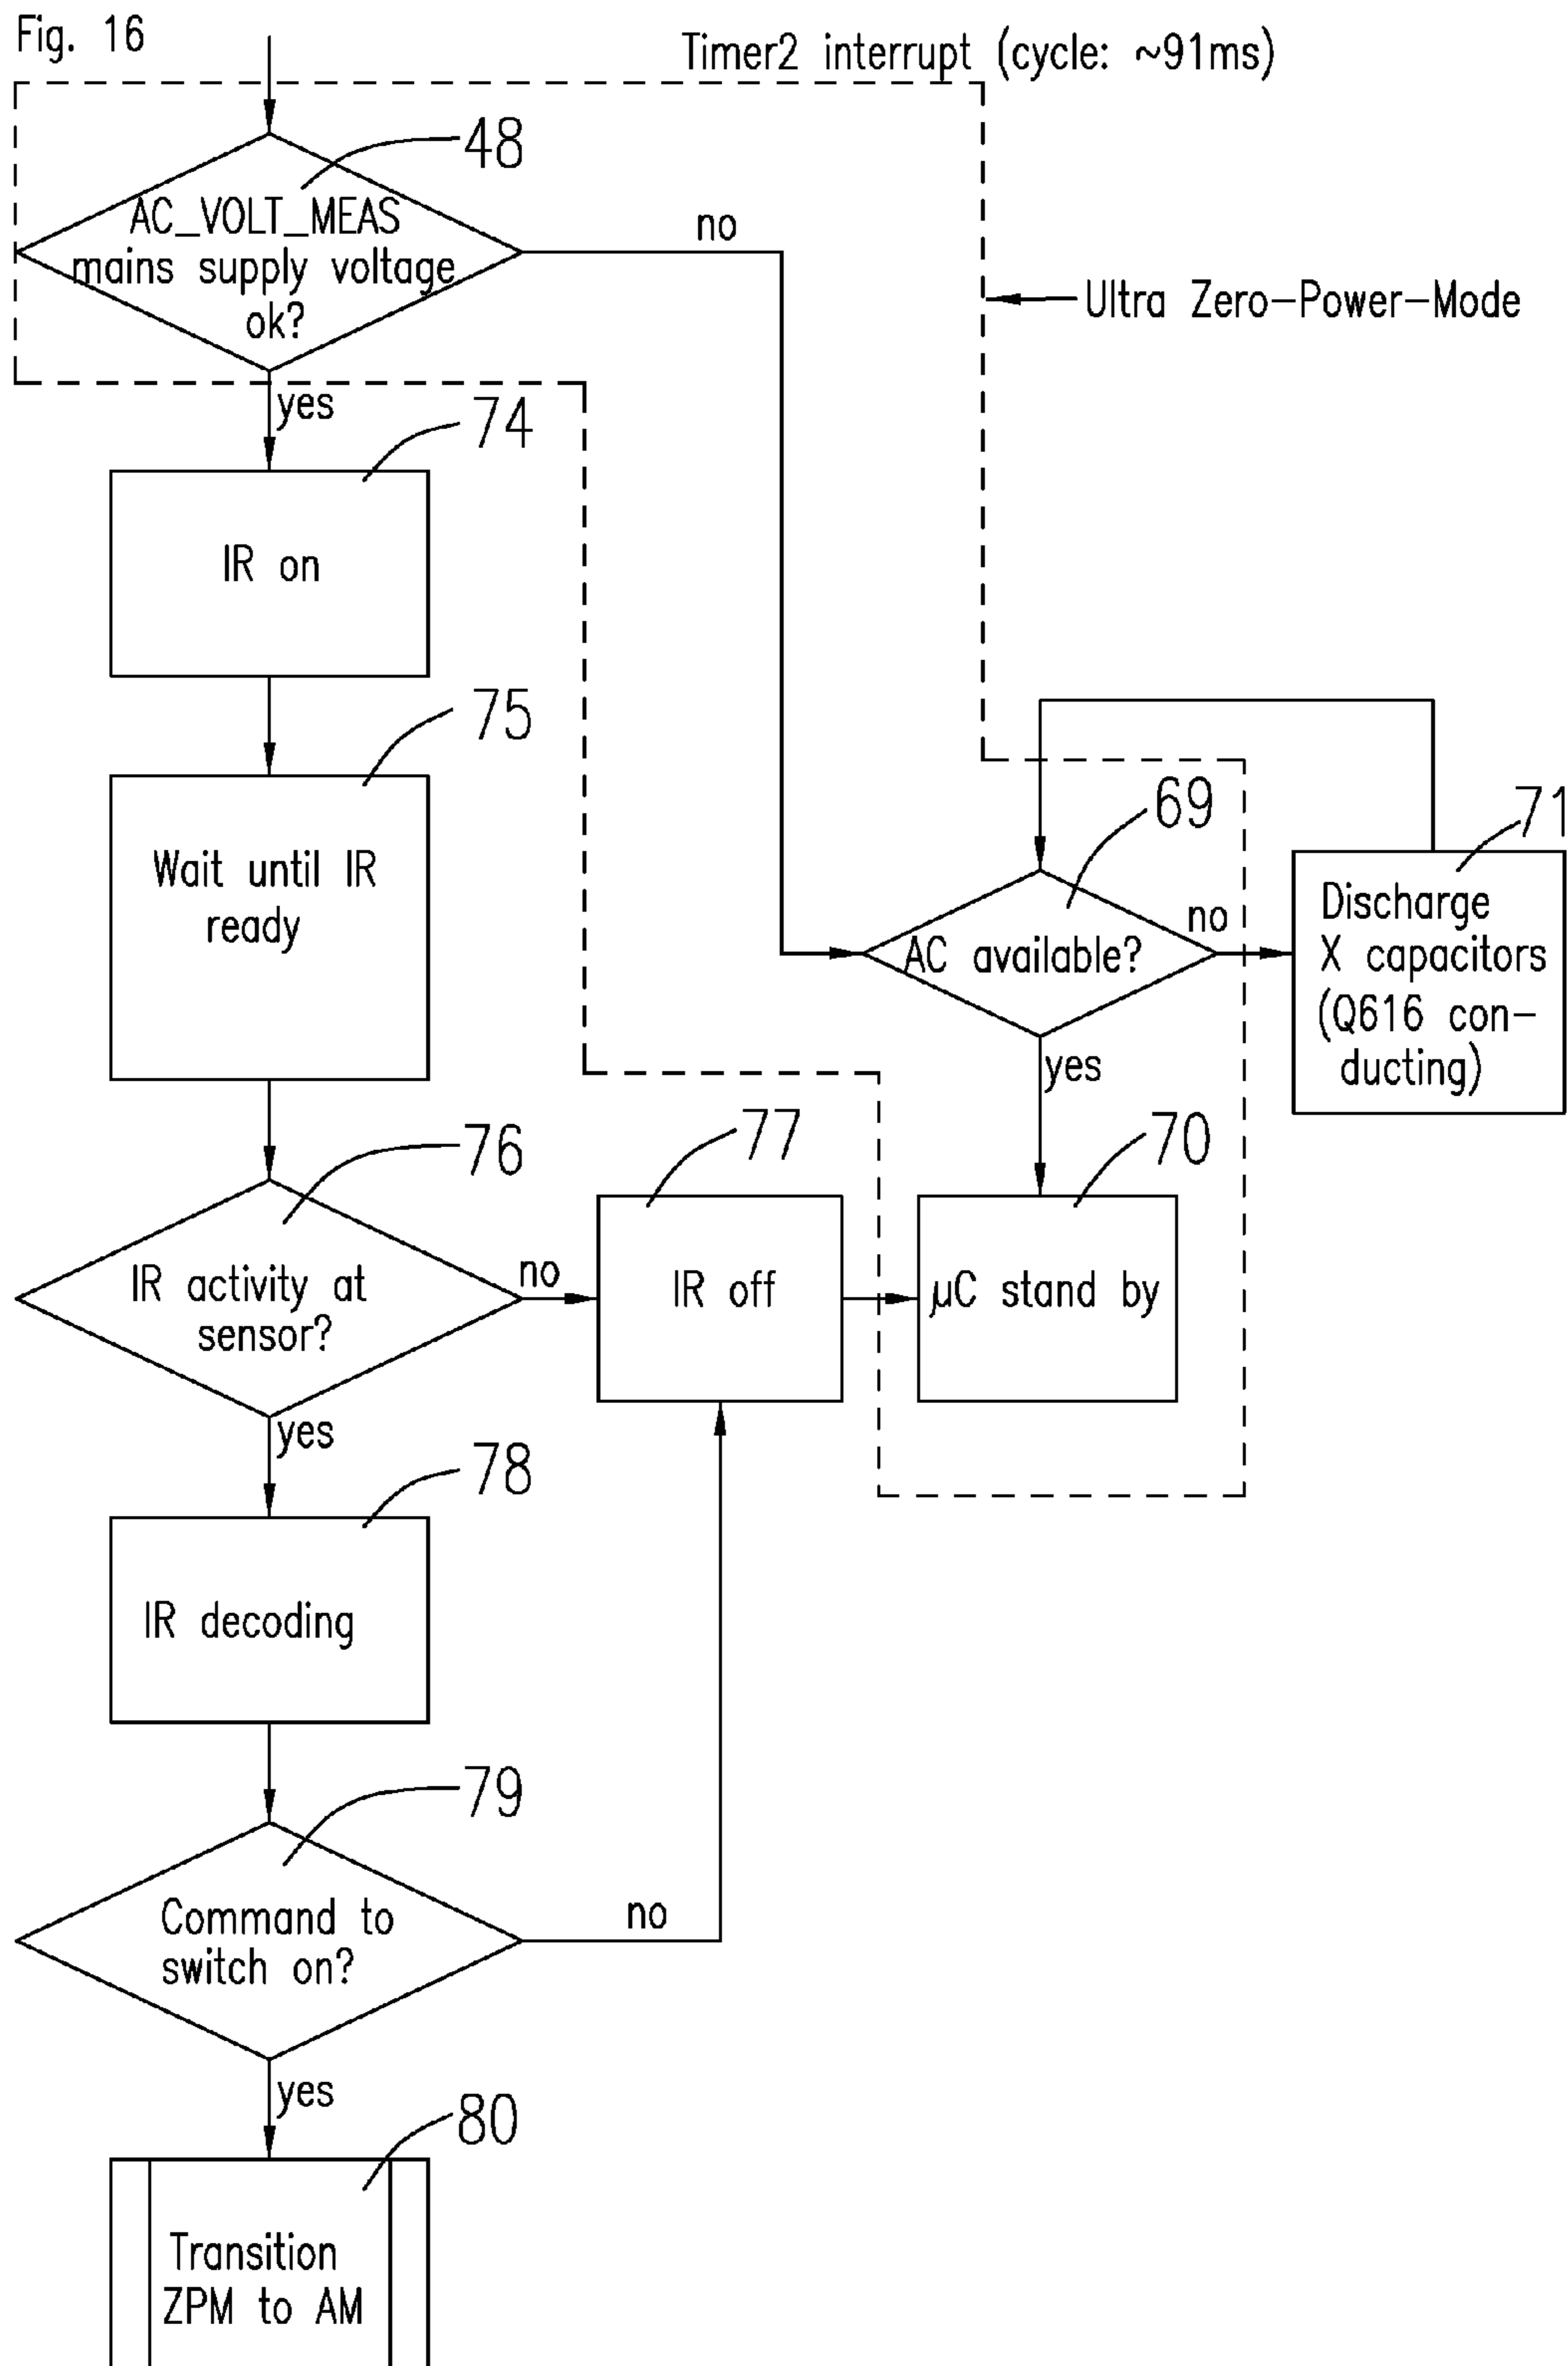 Fig. 16
Timer2 interrupt (cycle: ~91ms)
48
AC_VOLT_MEAS
mains supply voltage
ok?
no
Ultra Zero-Power-Mode
yes
74
IR on
75
Wait until IR
ready
69
AC available?
no
71
Discharge
X capacitors
(Q616 con-
ducting)
yes
76
IR activity at
sensor?
no
77
IR off
70
µC stand by
yes
78
IR decoding
79
Command to
switch on?
no
yes
80
Transition
ZPM to AM